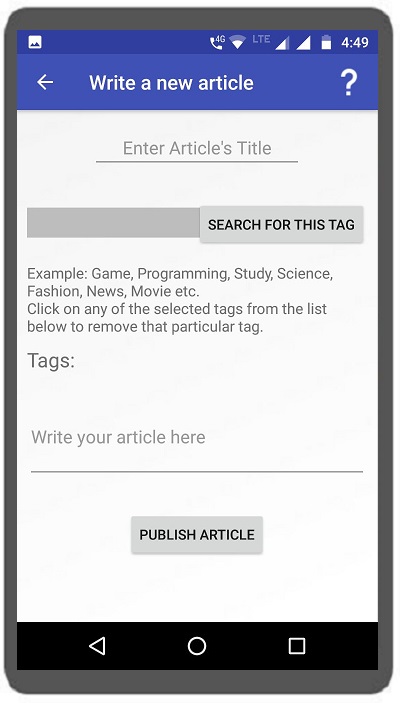 4G LTE 4:49
Write a new article ?
Enter Article's Title
SEARCH FOR THIS TAG
Example: Game, Programming, Study, Science,
Fashion, News, Movie etc.
Click on any of the selected tags from the list
below to remove that particular tag.
Tags:
Write your article here
PUBLISH ARTICLE